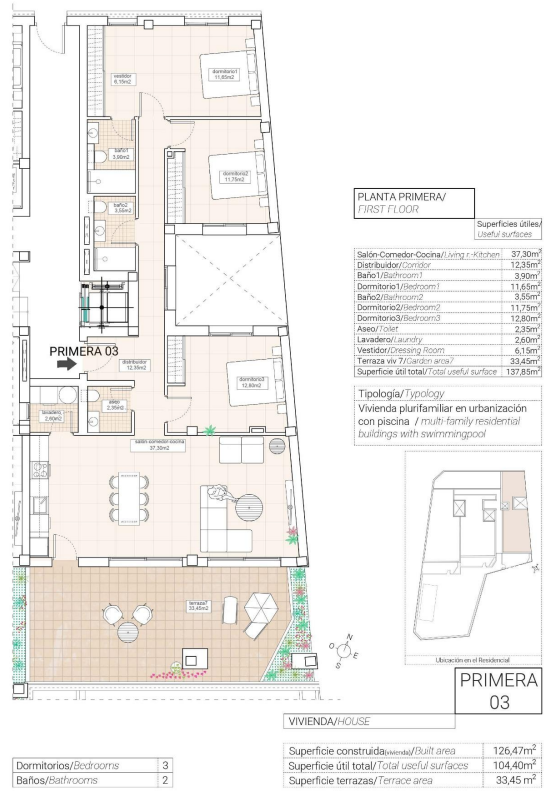 dormitorio1
11,65m2
vestidor
6,15m2
baño1
3,90m2
dormitorio2
11,75m2
baño2
3,55m2
PRIMERA 03
distribuidor
12,35m2
dormitorio3
12,80m2
aseo
2,35m2
lavadero
2,60m2
salón-comedor-cocina
37,30m2
terraza7
33,45m2
N
O
E
S
PLANTA PRIMERA/
FIRST FLOOR
Superficies útiles/
Useful surfaces
Salón-Comedor-Cocina/Living r.-Kitchen 37,30m²
Distribuidor/Corridor 12,35m²
Baño1/Bathroom1 3,90m²
Dormitorio1/Bedroom1 11,65m²
Baño2/Bathroom2 3,55m²
Dormitorio2/Bedroom2 11,75m²
Dormitorio3/Bedroom3 12,80m²
Aseo/Toilet 2,35m²
Lavadero/Laundry 2,60m²
Vestidor/Dressing Room 6,15m²
Terraza viv 7/Garden area7 33,45m²
Superficie útil total/Total useful surface 137,85m²
Tipología/Typology
Vivienda plurifamiliar en urbanización
con piscina / multi-family residential
buildings with swimmingpool
Ubicación en el Residencial
PRIMERA
03
VIVIENDA/HOUSE
Superficie construida(vivienda)/Built area 126,47m²
Superficie útil total/Total useful surfaces 104,40m²
Superficie terrazas/Terrace area 33,45 m²
Dormitorios/Bedrooms 3
Baños/Bathrooms 2